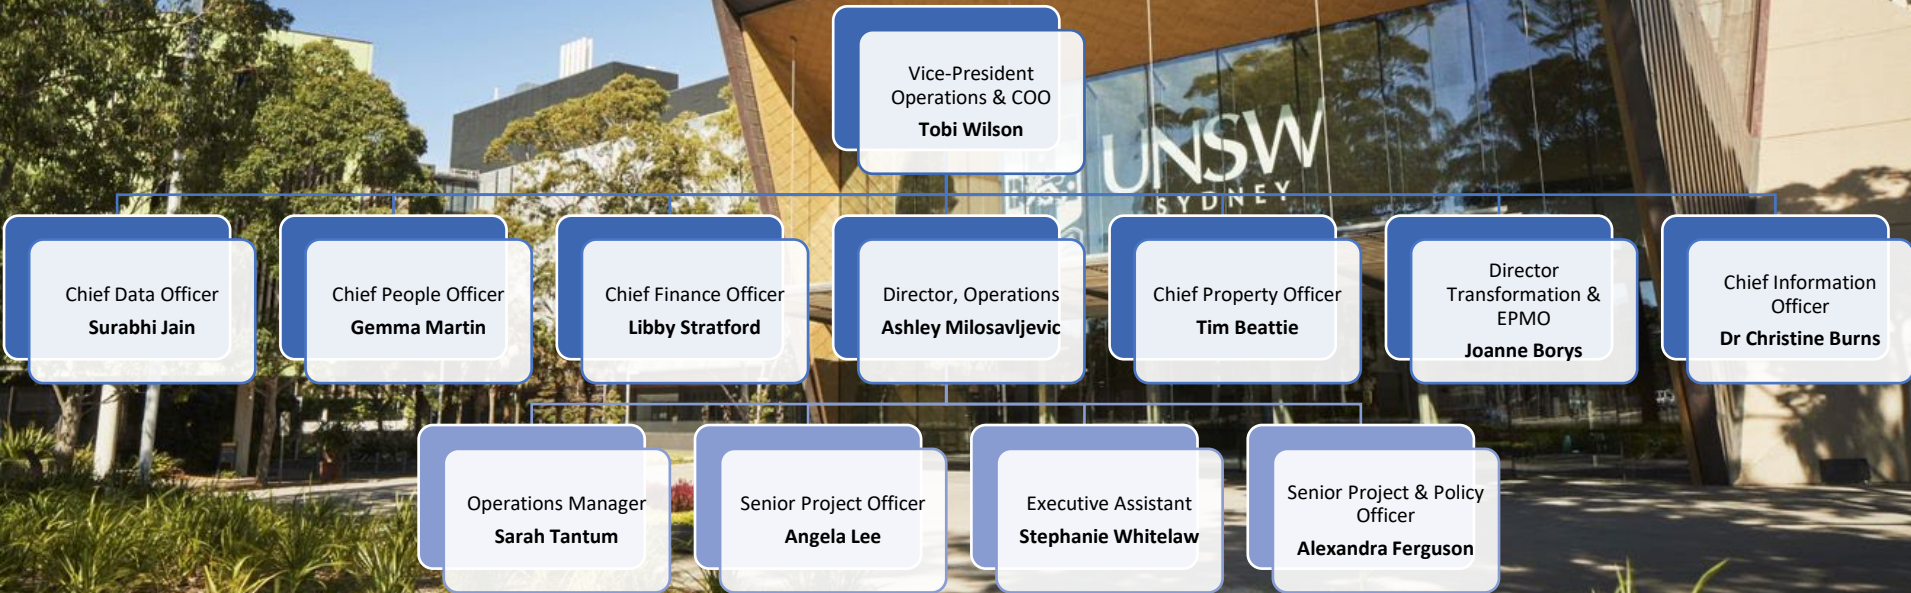 Vice-President
Operations & COO
Tobi Wilson
UNSW
SYDNEY
Chief Data Officer
Surabhi Jain
Chief People Officer
Gemma Martin
Chief Finance Officer
Libby Stratford
Director, Operations
Ashley Milosavljevic
Chief Property Officer
Tim Beattie
Director
Transformation &
EPMO
Joanne Borys
Chief Information
Officer
Dr Christine Burns
Operations Manager
Sarah Tantum
Senior Project Officer
Angela Lee
Executive Assistant
Stephanie Whitelaw
Senior Project & Policy
Officer
Alexandra Ferguson